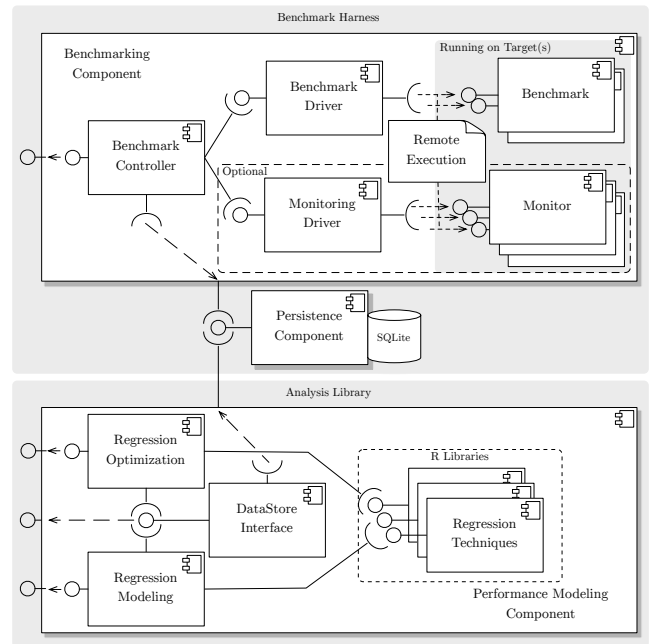 Benchmark Harness
Benchmarking
Component
Running on Target(s)
Benchmark
Driver
Benchmark
Benchmark
Controller
Remote
Execution
Optional
Monitoring
Driver
Monitor
Persistence
Component
SQLite
Analysis Library
Regression
Optimization
R Libraries
DataStore
Interface
Regression
Techniques
Regression
Modeling
Performance Modeling
Component